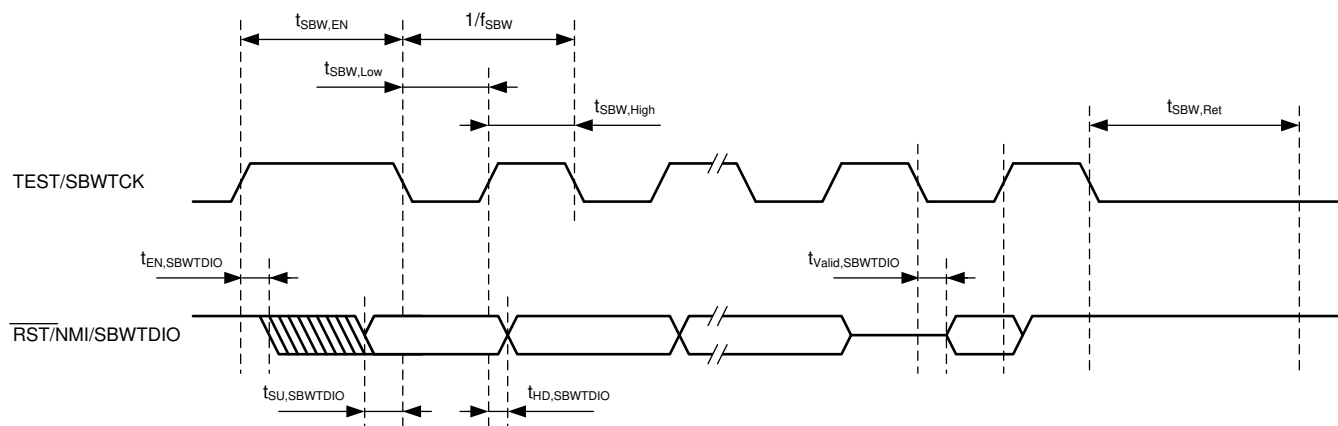 tSBW,EN
1/fSBW
tSBW,Low
tSBW,High
tSBW,Ret
TEST/SBWTCK
tEN,SBWTDIO
tValid,SBWTDIO
RST/NMI/SBWTDIO
tSU,SBWTDIO
tHD,SBWTDIO